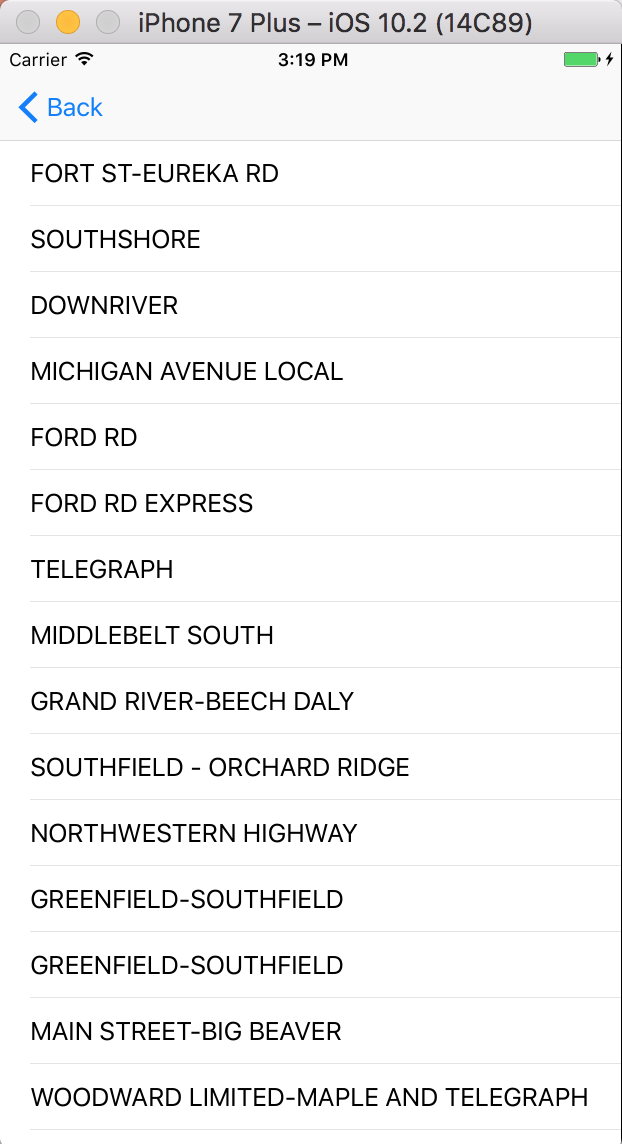 iPhone 7 Plus – iOS 10.2 (14C89)
Carrier 3:19 PM
Back
FORT ST-EUREKA RD
SOUTHSHORE
DOWNRIVER
MICHIGAN AVENUE LOCAL
FORD RD
FORD RD EXPRESS
TELEGRAPH
MIDDLEBELT SOUTH
GRAND RIVER-BEECH DALY
SOUTHFIELD - ORCHARD RIDGE
NORTHWESTERN HIGHWAY
GREENFIELD-SOUTHFIELD
GREENFIELD-SOUTHFIELD
MAIN STREET-BIG BEAVER
WOODWARD LIMITED-MAPLE AND TELEGRAPH